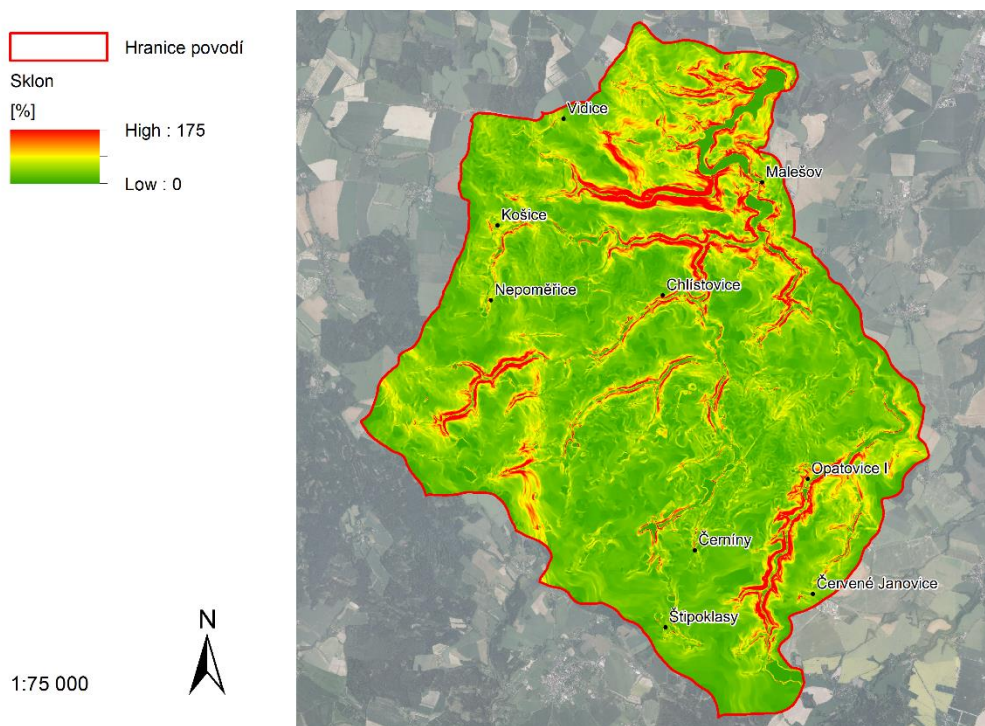 Hranice povodí
Sklon
[%]
High : 175
Low : 0
Vidice
Malešov
Košice
Nepoměřice
Chlístovice
Opatovice I
Černíny
Červené Janovice
Štipoklasy
N
1:75 000